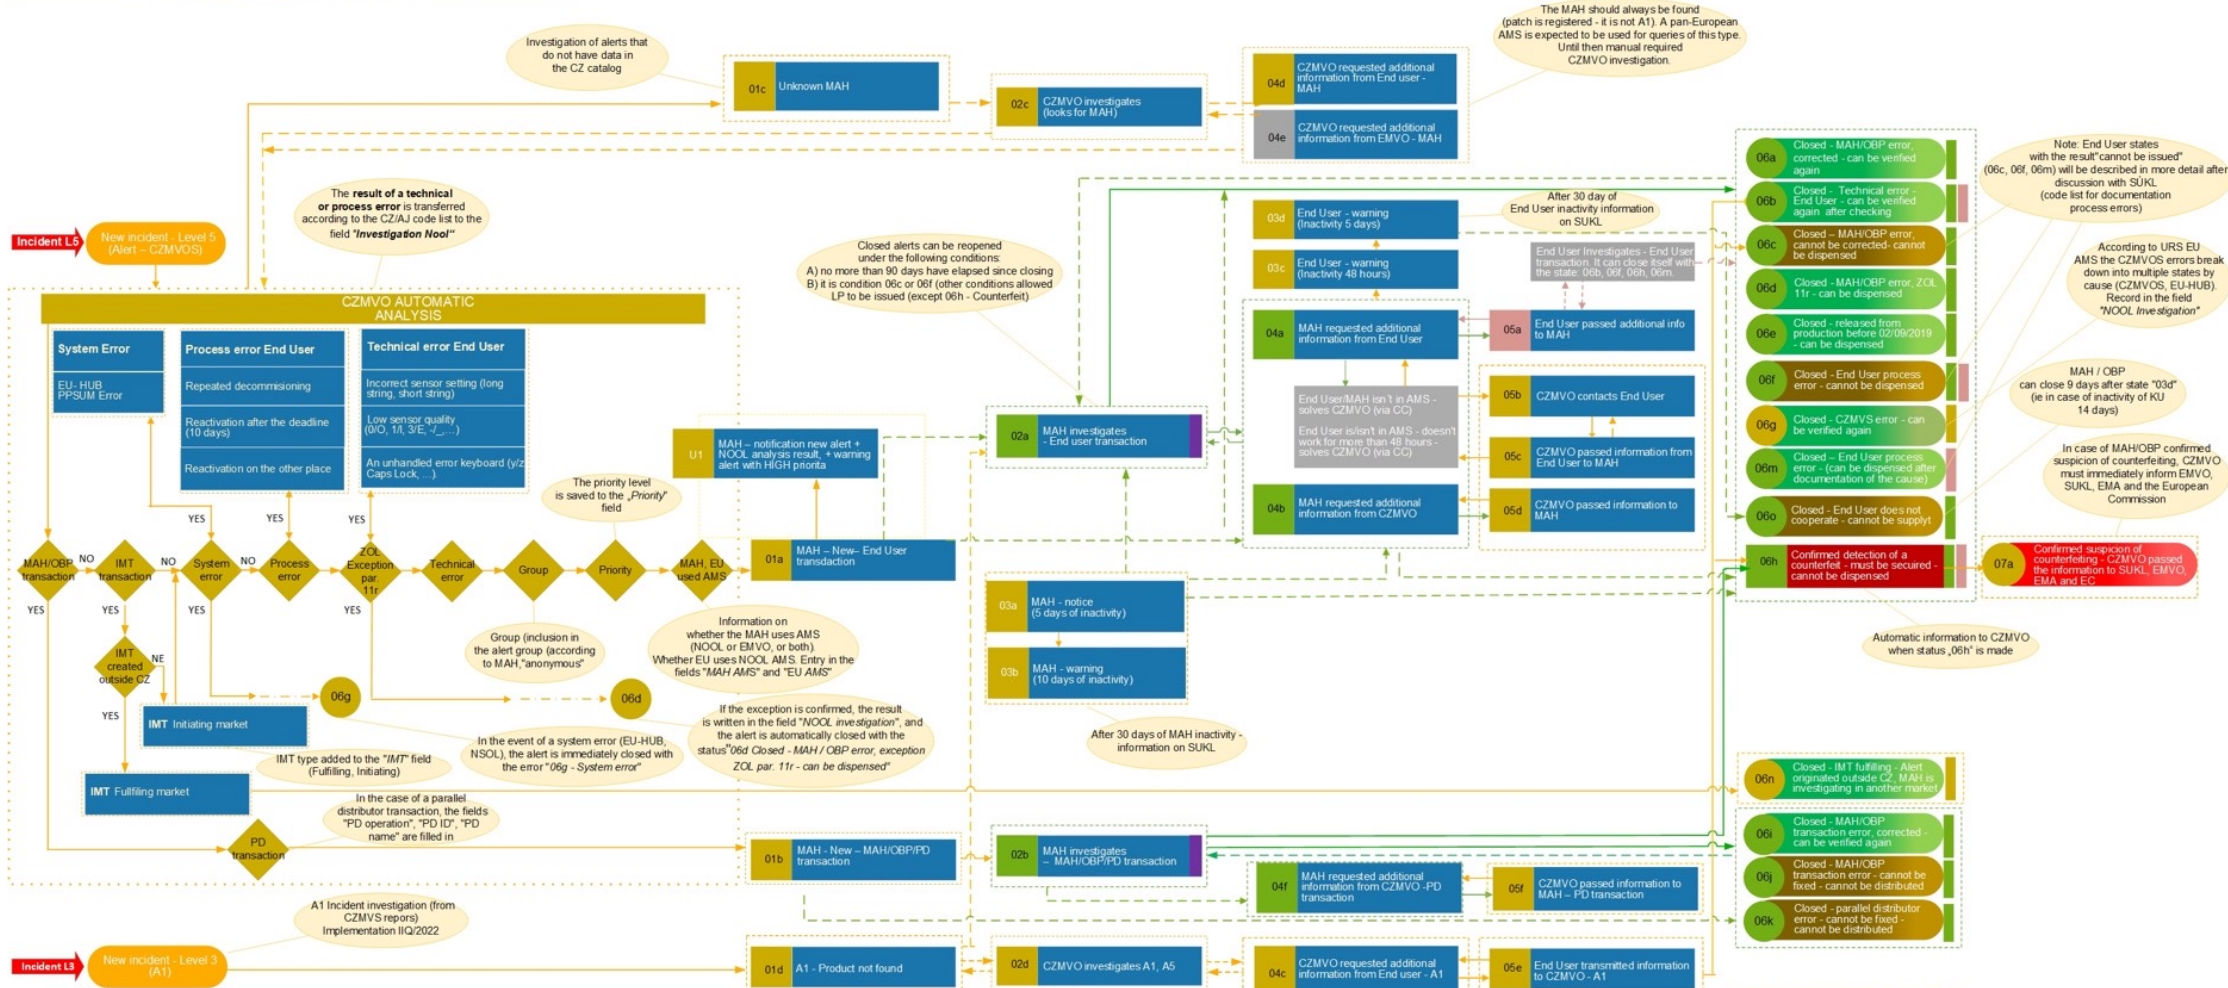 The MAH should always be found
(patch is registered - it is not A1). A pan-European
AMS is expected to be used for queries of this type.
Until then manual required
CZMVO investigation.
Investigation of alerts that
do not have data in
the CZ catalog
01c
Unknown MAH
02c
CZMVO investigates
(looks for MAH)
04d
CZMVO requested additional
information from End user -
MAH
04e
CZMVO requested additional
information from EMVO - MAH
The result of a technical
or process error is transferred
according to the CZ/AJ code list to the
field "Investigation Nool"
Incident L5
New incident - Level 5
(Alert – CZMVOS)
Closed alerts can be reopened
under the following conditions:
A) no more than 90 days have elapsed since closing
B) it is condition 06c or 06f (other conditions allowed
LP to be issued (except 06h - Counterfeit)
03d
End User - warning
(Inactivity 5 days)
03c
End User - warning
(Inactivity 48 hours)
After 30 day of
End User inactivity information
on SUKL
End User Investigates - End User
transaction. It can close itself with
the state: 06b, 06f, 06h, 06m.
06a
Closed - MAH/OBP error,
corrected - can be verified
again
06b
Closed - Technical error -
End User - can be verified
again after checking
06c
Closed – MAH/OBP error,
cannot be corrected- cannot
be dispensed
06d
Closed - MAH/OBP error, ZOL
11r - can be dispensed
06e
Closed - released from
production before 02/09/2019
- can be dispensed
06f
Closed - End User process
error - cannot be dispensed
06g
Closed - CZMVS error - can
be verified again
06m
Closed – End User process
error - (can be dispensed after
documentation of the cause)
06o
Closed - End User does not
cooperate - cannot be supplyt
06h
Confirmed detection of a
counterfeit - must be secuired -
cannot be dispensed
07a
Confirmed suspicion of
counterfeiting - CZMVO passed
the information to SUKL, EMVO,
EMA and EC
Note: End User states
with the result"cannot be issued"
(06c, 06f, 06m) will be described in more detail after
discussion with SÚKL
(code list for documentation
process errors)
According to URS EU
AMS the CZMVOS errors break
down into multiple states by
cause (CZMVOS, EU-HUB).
Record in the field
"NOOL Investigation"
MAH / OBP
can close 9 days after state "03d"
(ie in case of inactivity of KU
14 days)
In case of MAH/OBP confirmed
suspicion of counterfeiting, CZMVO
must immediately inform EMVO,
SUKL, EMA and the European
Commission
Automatic information to CZMVO
when status „06h" is made
CZMVO AUTOMATIC
ANALYSIS
System Error
EU- HUB
PPSUM Error
Process error End User
Repeated decommisioning
Reactivation after the deadline
(10 days)
Reactivation on the other place
Technical error End User
Incorrect sensor setting (long
string, short string)
Low sensor quality
(0/O, 1/l, 3/E, -/_,...)
An unhandled error keyboard (y/z
Caps Lock, ...).
U1
MAH – notification new alert +
NOOL analysis result, + warning
alert with HIGH priorita
The priority level
is saved to the „Priority"
field
02a
MAH investigates
- End user transaction
04a
MAH requested additional
information from End User
05a
End User passed additional info
to MAH
End User/MAH isn´t in AMS -
solves CZMVO (via CC)
End User is/isn't in AMS - doesn't
work for more than 48 hours -
solves CZMVO (via CC)
05b
CZMVO contacts End User
05c
CZMVO passed information from
End User to MAH
04b
MAH requested additional
information from CZMVO
05d
CZMVO passed information to
MAH
YES
YES
YES
MAH/OBP
transaction
NO
IMT
transaction
NO
System
error
NO
Process
error
ZOL
Exception
par.
11r
Technical
error
Group
Priority
MAH, EU
used AMS
01a
MAH – New– End User
transdaction
YES
YES
YES
YES
IMT
created
outside CZ
NE
YES
Group (inclusion in
the alert group (according
to MAH,"anonymous"
Information on
whether the MAH uses AMS
(NOOL or EMVO, or both).
Whether EU uses NOOL AMS. Entry in the
fields "MAH AMS" and "EU AMS"
03a
MAH - notice
(5 days of inactivity)
03b
MAH - warning
(10 days of inactivity)
After 30 days of MAH inactivity -
information on SUKL
06g
06d
IMT Initiating market
IMT type added to the "IMT" field
(Fulfilling, Initiating)
In the event of a system error (EU-HUB,
NSOL), the alert is immediately closed with
the error "06g - System error"
If the exception is confirmed, the result
is written in the field "NOOL investigation", and
the alert is automatically closed with the
status"06d Closed - MAH / OBP error, exception
ZOL par. 11r - can be dispensed"
IMT Fullfiling market
In the case of a parallel
distributor transaction, the fields
"PD operation", "PD ID", "PD
name" are filled in
PD
transaction
01b
MAH - New – MAH/OBP/PD
transaction
02b
MAH investigates
– MAH/OBP/PD transaction
04f
MAH requested additional
information from CZMVO -PD
transaction
05f
CZMVO passed information to
MAH – PD transaction
06n
Closed - IMT fulfilling - Alert
originated outside CZ, MAH is
investigating in another market
06i
Closed - MAH/OBP
transaction error, corrected -
can be verified again
06j
Closed - MAH/OBP
transaction error - cannot be
fixed - cannot be distributed
06k
Closed - parallel distributor
error - cannot be fixed -
cannot be distributed
A1 Incident investigation (from
CZMVS repors)
Implementation IIQ/2022
Incident L3
New incident - Level 3
(A1)
01d
A1 - Product not found
02d
CZMVO investigates A1, A5
04c
CZMVO requested additional
information from End user - A1
05e
End User transmitted information
to CZMVO - A1